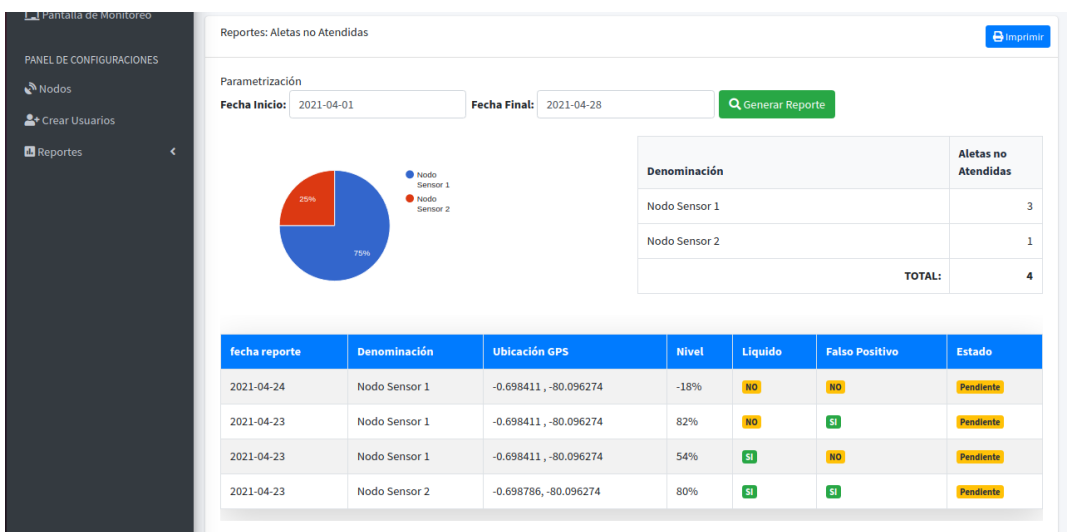 Pantalla de Monitoreo
PANEL DE CONFIGURACIONES
Nodos
Crear Usuarios
Reportes
Reportes: Aletas no Atendidas
Imprimir
Parametrización
Fecha Inicio: 2021-04-01 Fecha Final: 2021-04-28 Generar Reporte
25%
75%
Nodo
Sensor 1
Nodo
Sensor 2
Denominación Aletas no
Atendidas
Nodo Sensor 1 3
Nodo Sensor 2 1
TOTAL: 4
fecha reporte Denominación Ubicación GPS Nivel Liquido Falso Positivo Estado
2021-04-24 Nodo Sensor 1 -0.698411 , -80.096274 -18% NO NO Pendiente
2021-04-23 Nodo Sensor 1 -0.698411 , -80.096274 82% NO SI Pendiente
2021-04-23 Nodo Sensor 1 -0.698411 , -80.096274 54% SI NO Pendiente
2021-04-23 Nodo Sensor 2 -0.698786, -80.096274 80% SI SI Pendiente